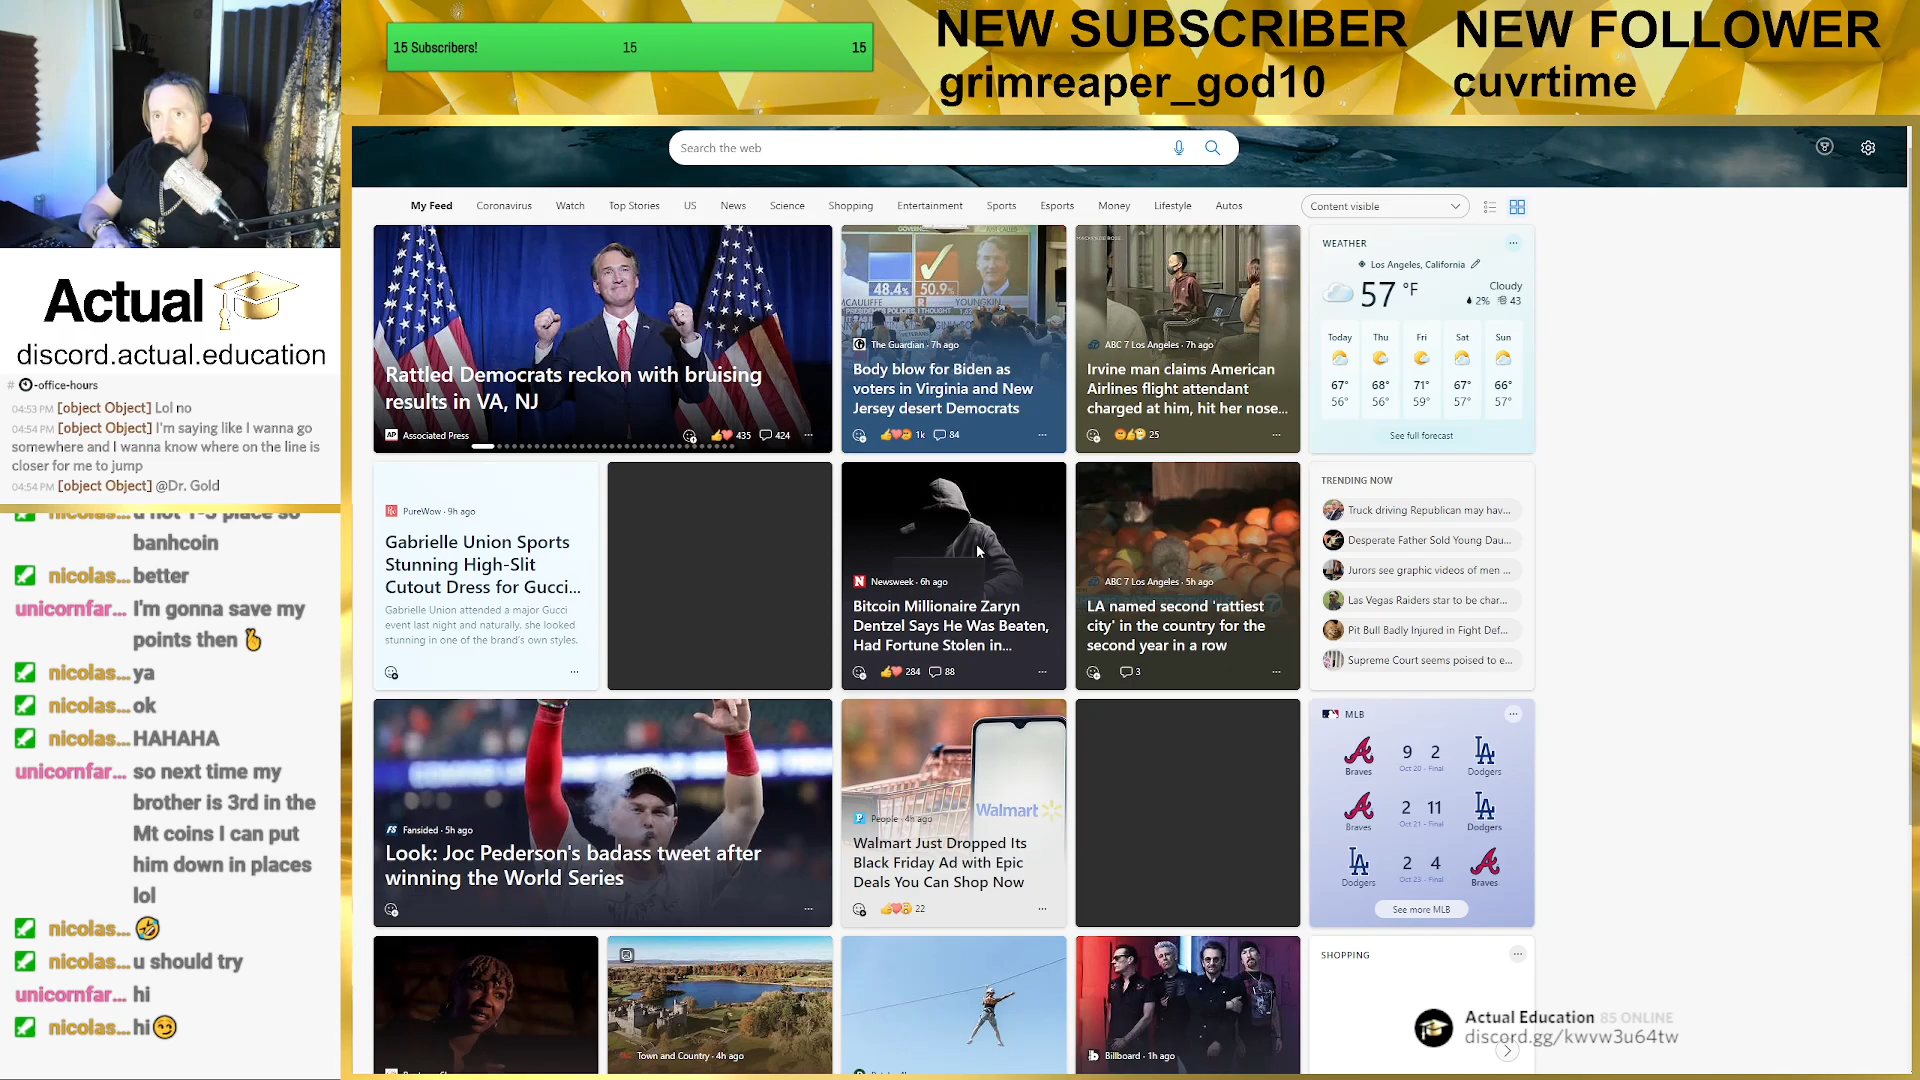 15 Subscribers! 15 15
NEW SUBSCRIBER
grimreaper_god10
NEW FOLLOWER
cuvrtime
Actual
discord.actual.education
# -office-hours
04:53 PM [object Object] Lol no
04:54 PM [object Object] I'm saying like I wanna go
somewhere and I wanna know where on the line is
closer for me to jump
04:54 PM [object Object] @Dr. Gold
banhcoin
nicolas... better
unicornfar... I'm gonna save my
points then 🫰
nicolas... ya
nicolas... ok
nicolas... HAHAHA
unicornfar... so next time my
brother is 3rd in the
Mt coins I can put
him down in places
lol
nicolas... 🤣
nicolas... u should try
unicornfar... hi
nicolas... hi😏
Search the web
My Feed Coronavirus Watch Top Stories US News Science Shopping Entertainment Sports Esports Money Lifestyle Autos
Content visible
Rattled Democrats reckon with bruising
results in VA, NJ
AP Associated Press 435 424
48.4% 50.9%
MCAULIFFE YOUNGKIN
The Guardian · 7h ago
Body blow for Biden as
voters in Virginia and New
Jersey desert Democrats
1k 84
ABC 7 Los Angeles · 7h ago
Irvine man claims American
Airlines flight attendant
charged at him, hit her nose...
25
WEATHER
Los Angeles, California
57 °F
Cloudy
2% 43
Today Thu Fri Sat Sun
67° 68° 71° 67° 66°
56° 56° 59° 57° 57°
See full forecast
PureWow · 9h ago
Gabrielle Union Sports
Stunning High-Slit
Cutout Dress for Gucci...
Gabrielle Union attended a major Gucci
event last night and naturally, she looked
stunning in one of the brand's own styles.
N Newsweek · 6h ago
Bitcoin Millionaire Zaryn
Dentzel Says He Was Beaten,
Had Fortune Stolen in...
284 88
ABC 7 Los Angeles · 5h ago
LA named second 'rattiest
city' in the country for the
second year in a row
3
TRENDING NOW
Truck driving Republican may hav...
Desperate Father Sold Young Dau...
Jurors see graphic videos of men ...
Las Vegas Raiders star to be char...
Pit Bull Badly Injured in Fight Def...
Supreme Court seems poised to e...
FS Fansided · 5h ago
Look: Joc Pederson's badass tweet after
winning the World Series
Walmart
P People · 4h ago
Walmart Just Dropped Its
Black Friday Ad with Epic
Deals You Can Shop Now
22
MLB
9 2
Braves Oct 20 - Final Dodgers
2 11
Braves Oct 21 - Final Dodgers
2 4
Dodgers Oct 23 - Final Braves
See more MLB
Town and Country · 4h ago
b Billboard · 1h ago
SHOPPING
Actual Education 85 ONLINE
discord.gg/kwvw3u64tw